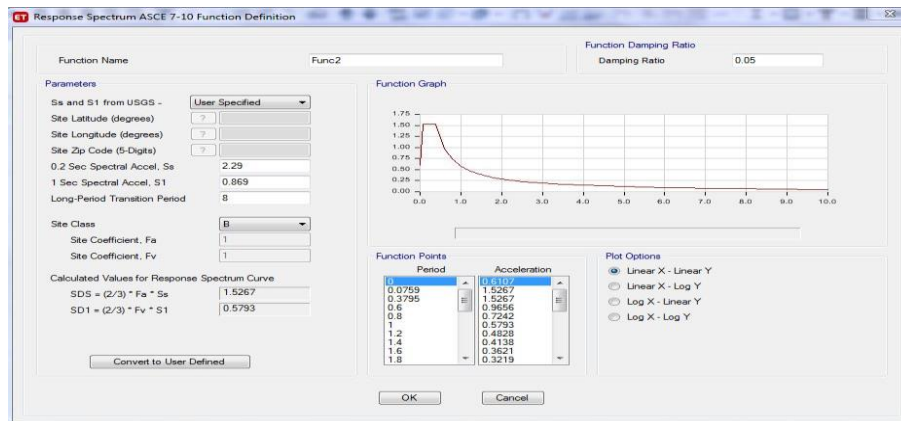 ET Response Spectrum ASCE 7-10 Function Definition
Function Name
Func2
Function Damping Ratio
Damping Ratio
0.05
Parameters
Ss and S1 from USGS -
User Specified
Site Latitude (degrees)
?
Site Longitude (degrees)
?
Site Zip Code (5-Digits)
?
0.2 Sec Spectral Accel, Ss
2.29
1 Sec Spectral Accel, S1
0.869
Long-Period Transition Period
8
Site Class
B
Site Coefficient, Fa
1
Site Coefficient, Fv
1
Calculated Values for Response Spectrum Curve
SDS = (2/3) * Fa * Ss
1.5267
SD1 = (2/3) * Fv * S1
0.5793
Convert to User Defined
Function Graph
1.75
1.50
1.25
1.00
0.75
0.50
0.25
0.00
0.0 1.0 2.0 3.0 4.0 5.0 6.0 7.0 8.0 9.0 10.0
Function Points
Period Acceleration
0 0.6107
0.0759 1.5267
0.3795 1.5267
0.6 0.9656
0.8 0.7242
1 0.5793
1.2 0.4828
1.4 0.4138
1.6 0.3621
1.8 0.3219
Plot Options
Linear X - Linear Y
Linear X - Log Y
Log X - Linear Y
Log X - Log Y
OK
Cancel